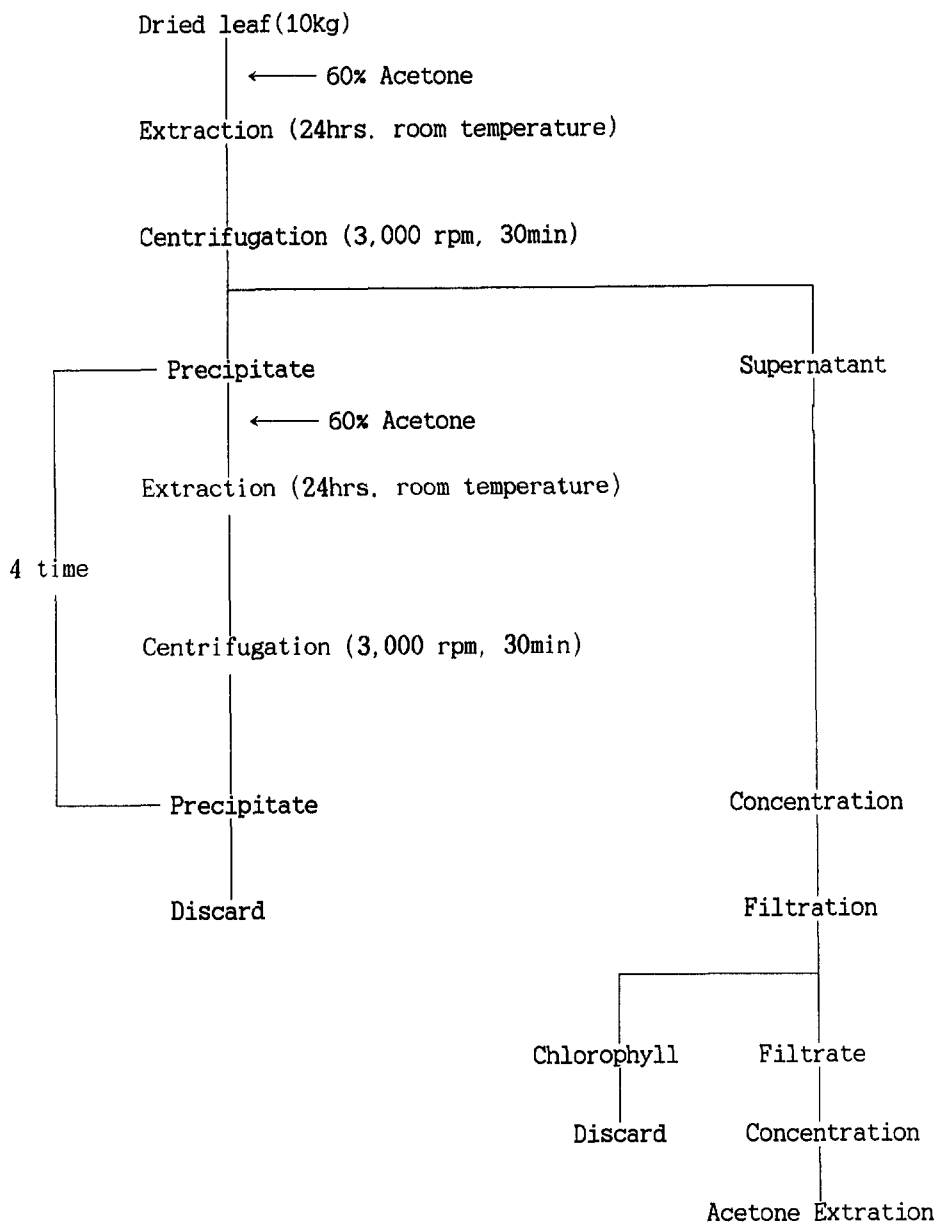 Dried leaf(10kg)
← 60% Acetone
Extraction (24hrs. room temperature)
Centrifugation (3,000 rpm, 30min)
Precipitate
Supernatant
← 60% Acetone
Extraction (24hrs. room temperature)
4 time
Centrifugation (3,000 rpm, 30min)
Precipitate
Concentration
Discard
Filtration
Chlorophyll
Filtrate
Discard
Concentration
Acetone Extration